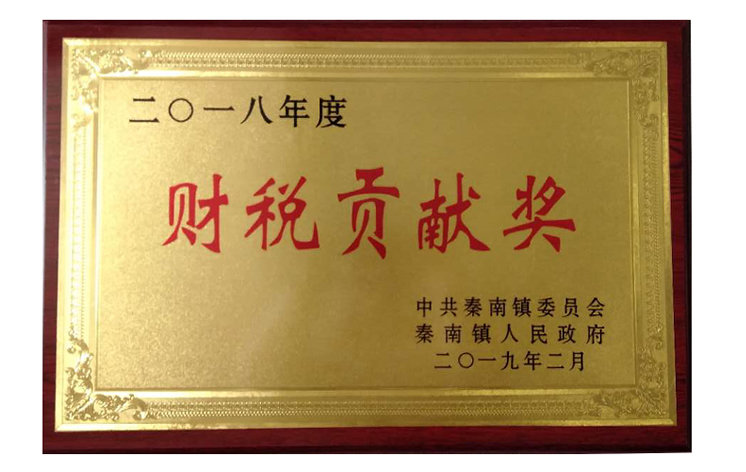 二〇一八年度
财税贡献奖
中共秦南镇委员会
秦南镇人民政府
二〇一九年二月